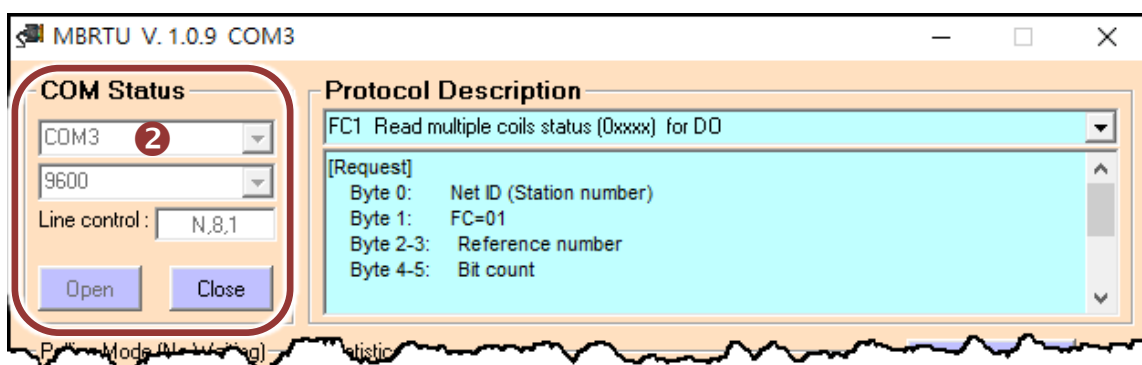 MBRTU V. 1.0.9 COM3
COM Status
COM3
❷
9600
Line control : N,8,1
Open Close
Protocol Description
FC1 Read multiple coils status (0xxxx) for DO
[Request]
Byte 0: Net ID (Station number)
Byte 1: FC=01
Byte 2-3: Reference number
Byte 4-5: Bit count